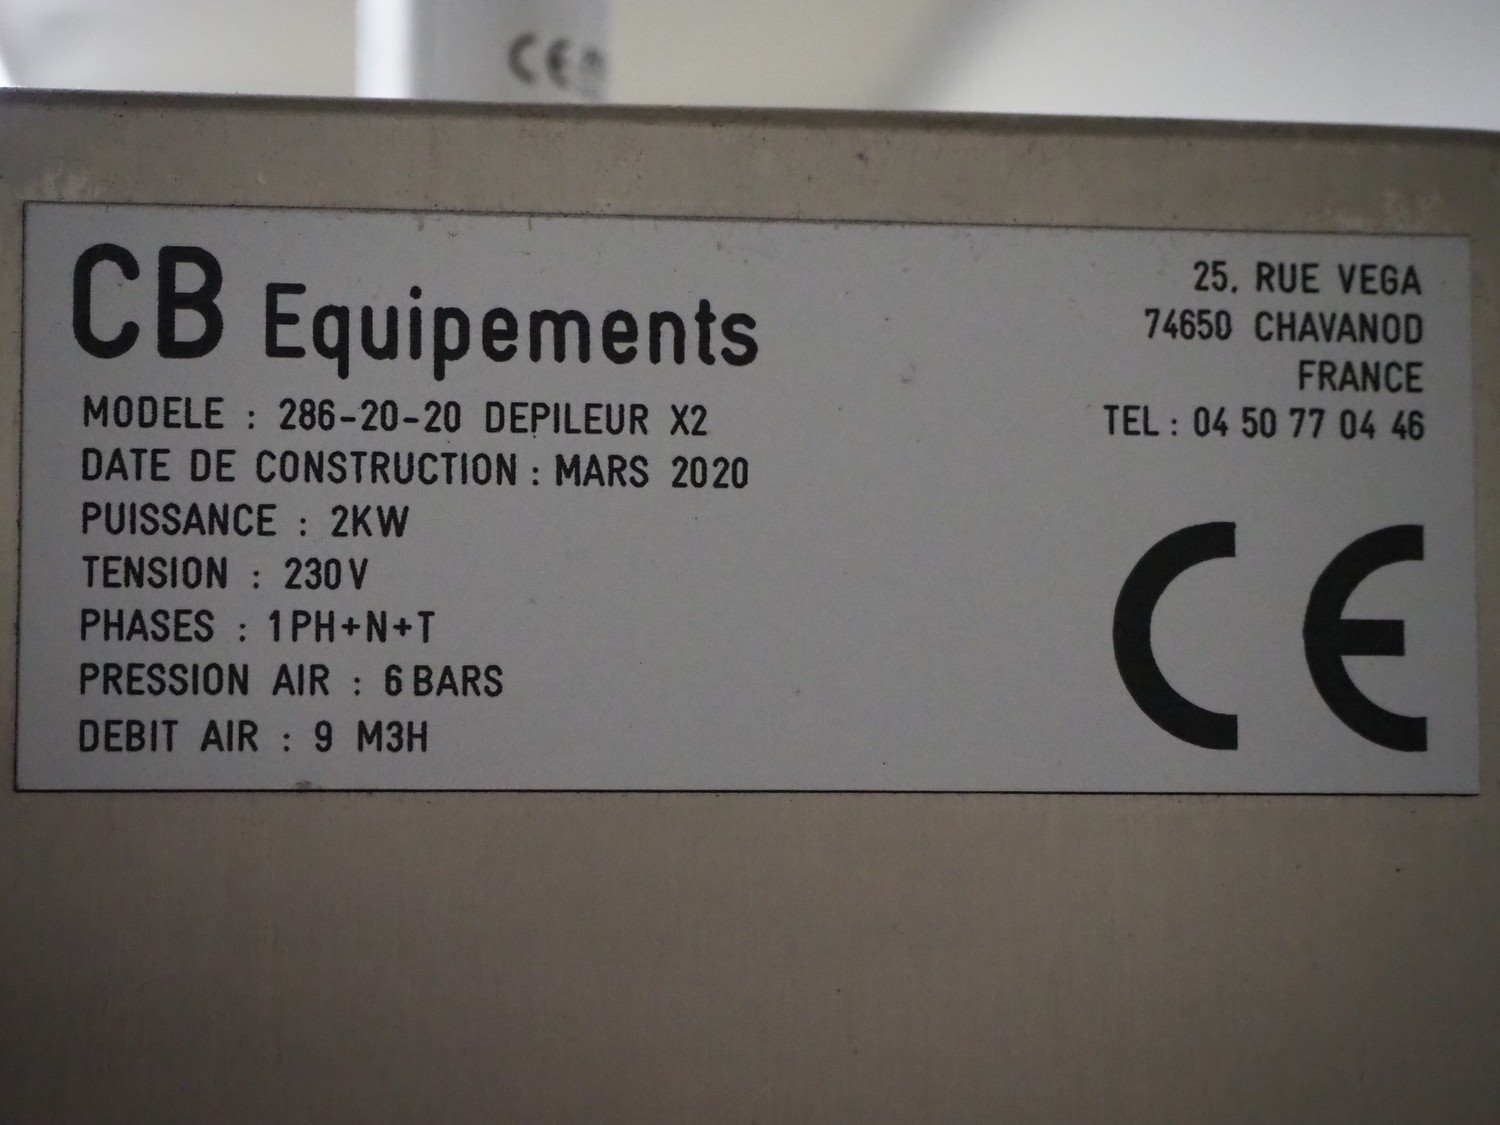 CE
CB Equipements
MODELE : 286-20-20 DEPILEUR X2
DATE DE CONSTRUCTION : MARS 2020
PUISSANCE : 2KW
TENSION : 230V
PHASES : 1PH+N+T
PRESSION AIR : 6 BARS
DEBIT AIR : 9 M3H
25, RUE VEGA
74650 CHAVANOD
FRANCE
TEL : 04 50 77 04 46
CE